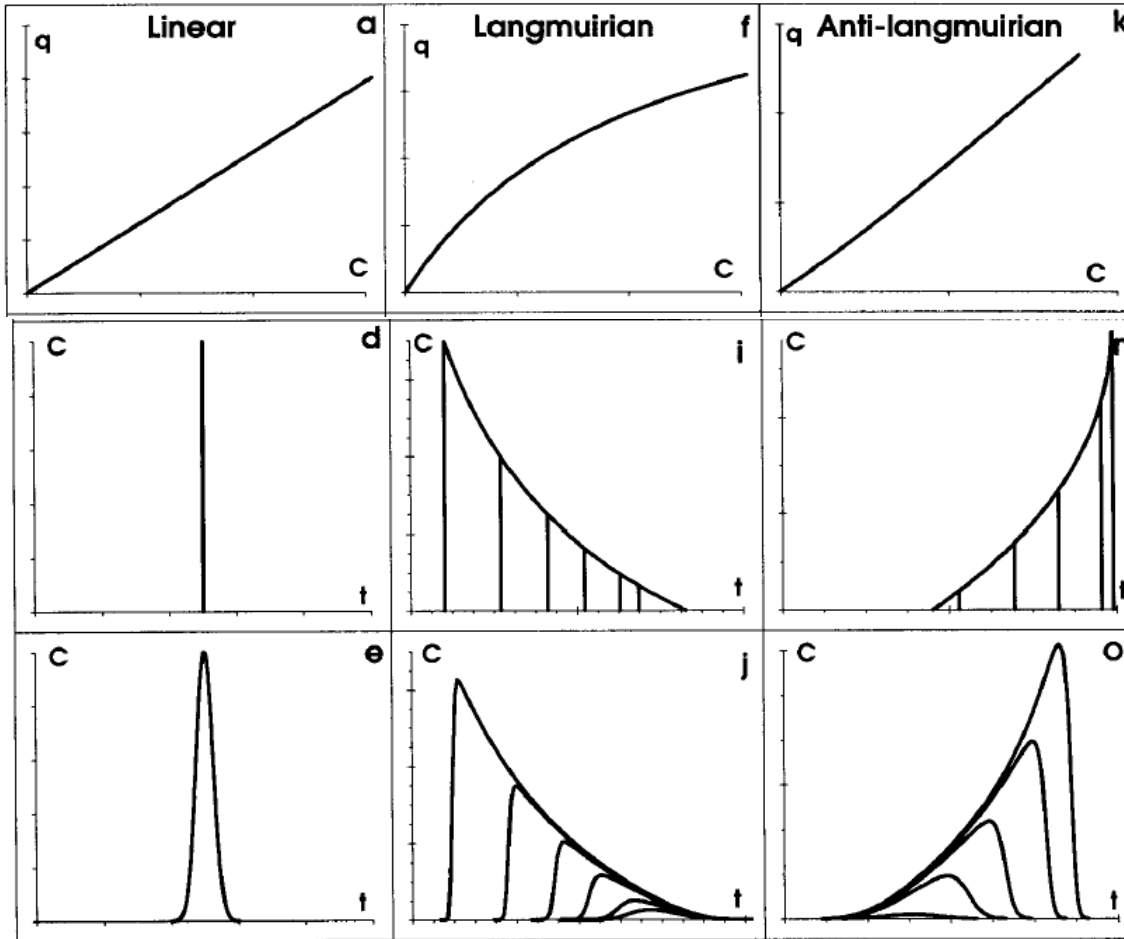 Linear a Langmuirian f Anti-langmuirian k
q q q
C C C
C d C i C n
t t t
C e C j C o
t t t